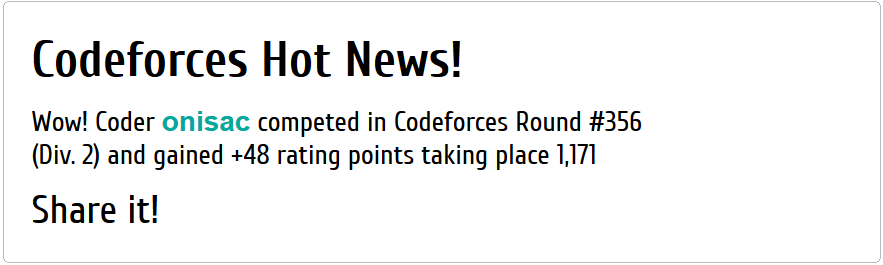 Codeforces Hot News!
Wow! Coder onisac competed in Codeforces Round #356
(Div. 2) and gained +48 rating points taking place 1,171
Share it!